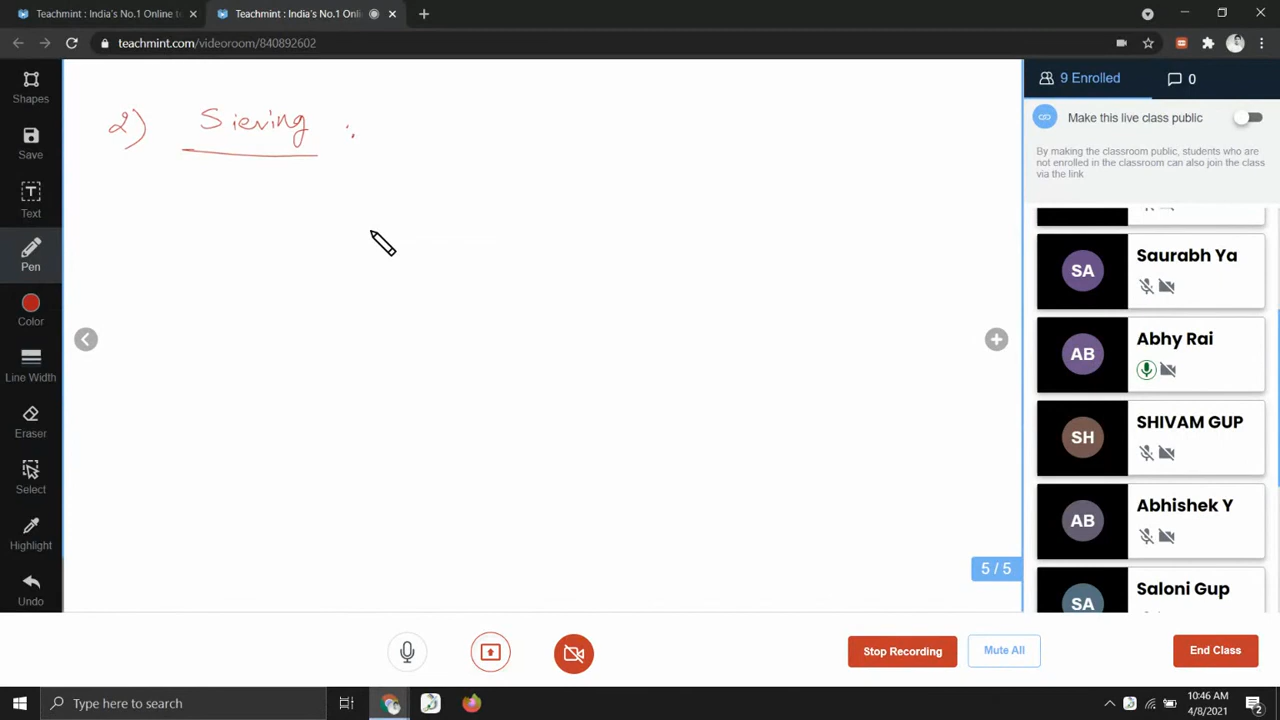 Teachmint : India's No.1 Online t
Teachmint : India's No.1 Onlin
teachmint.com/videoroom/840892602
Shapes
Save
T
Text
Pen
Color
Line Width
Eraser
Select
Highlight
Undo
2) Sieving :
5 / 5
9 Enrolled
0
Make this live class public
By making the classroom public, students who are
not enrolled in the classroom can also join the class
via the link
SA Saurabh Ya
AB Abhy Rai
SH SHIVAM GUP
AB Abhishek Y
SA Saloni Gup
Stop Recording
Mute All
End Class
Type here to search
10:46 AM
4/8/2021
2